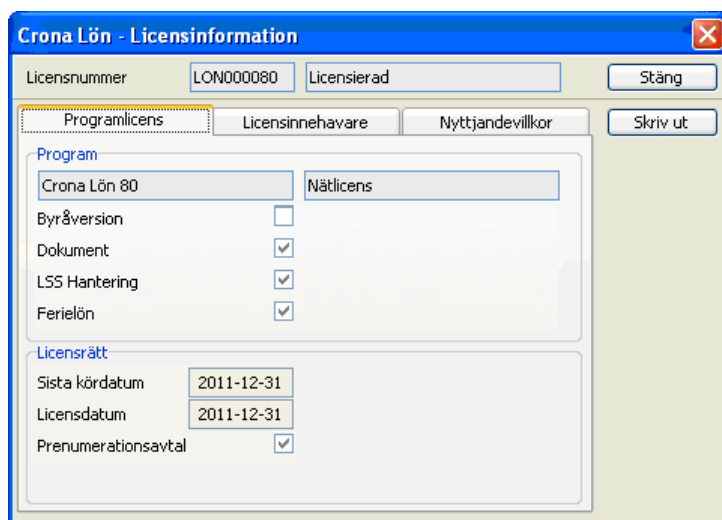 Crona Lön - Licensinformation
Licensnummer LON000080 Licensierad Stäng
Programlicens Licensinnehavare Nyttjandevillkor Skriv ut
Program
Crona Lön 80 Nätlicens
Byråversion
Dokument
LSS Hantering
Ferielön
Licensrätt
Sista kördatum 2011-12-31
Licensdatum 2011-12-31
Prenumerationsavtal